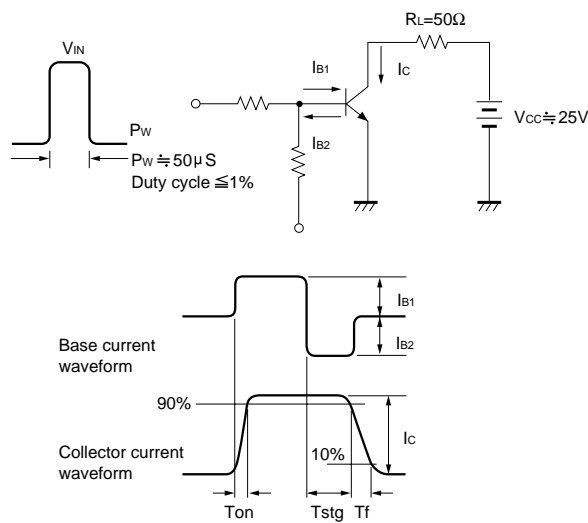 RL=50Ω
VIN
IB1
IC
VCC≒25V
PW
IB2
PW≒50μS
Duty cycle ≦1%
IB1
Base current
waveform
IB2
90%
IC
Collector current
waveform
10%
Ton
Tstg
Tf